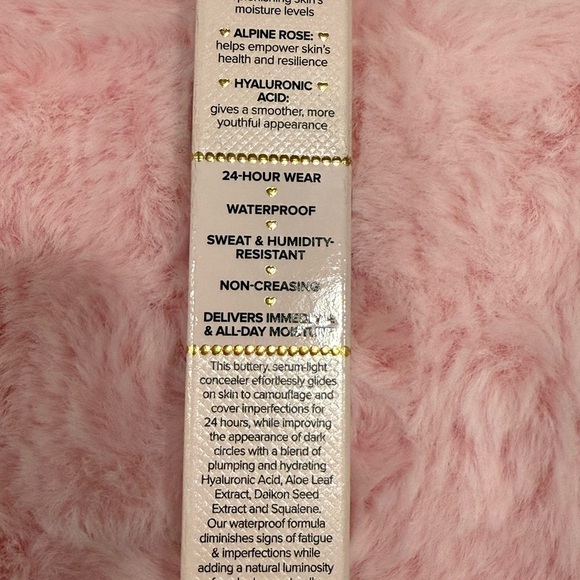 moisture levels
ALPINE ROSE:
helps empower skin's
health and resilience
HYALURONIC
ACID:
gives a smoother, more
youthful appearance
24-HOUR WEAR
WATERPROOF
SWEAT & HUMIDITY-
RESISTANT
NON-CREASING
DELIVERS
& ALL-DAY
This buttery, serum-light
concealer effortlessly glides
on skin to camouflage and
cover imperfections for
24 hours, while improving
the appearance of dark
circles with a blend of
plumping and hydrating
Hyaluronic Acid, Aloe Leaf
Extract, Daikon Seed
Extract and Squalene.
Our waterproof formula
diminishes signs of fatigue
& imperfections while
adding a natural luminosity